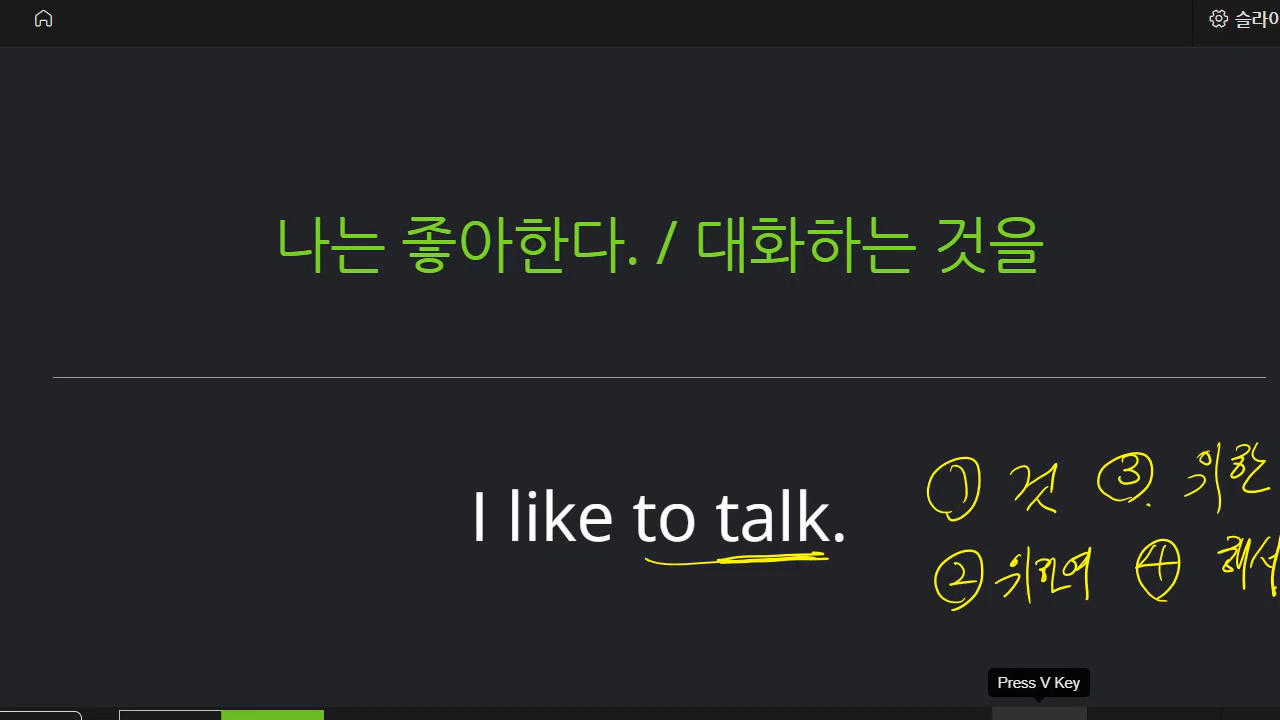 슬라이
나는 좋아한다. / 대화하는 것을
I like to talk.
① 것 ③ 위한
② 위하여 ④ 해서
Press V Key